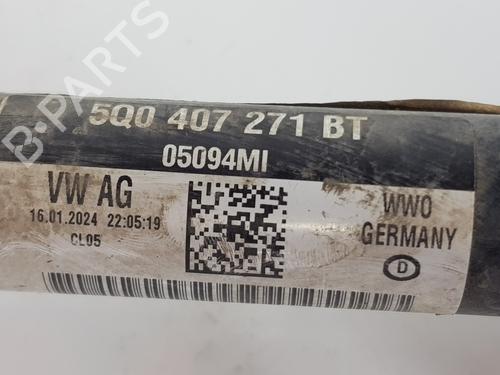 B-PARTS
5Q0 407 271 BT
05094MI
VW AG
16.01.2024 22:05:19
CL05
WWO
GERMANY
D